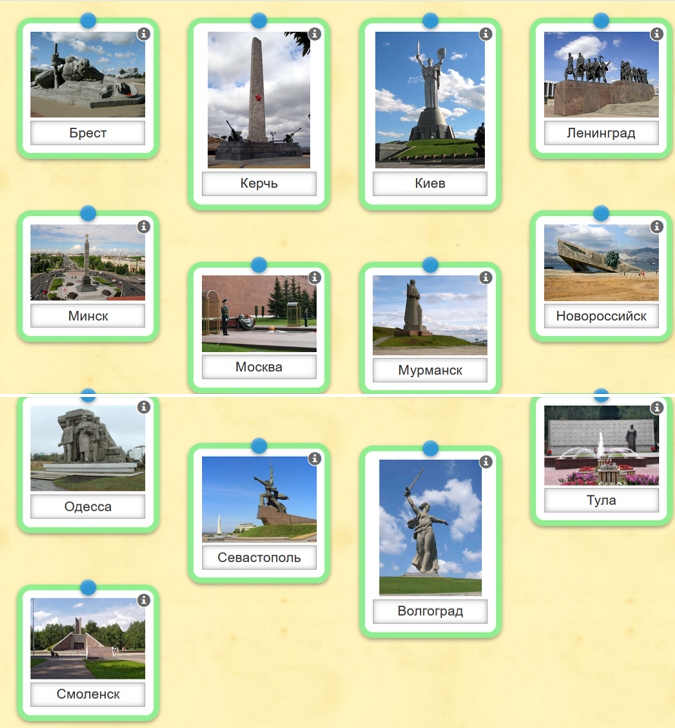 Брест
Керчь
Киев
Ленинград
Минск
Москва
Мурманск
Новороссийск
Одесса
Севастополь
Волгоград
Тула
Смоленск